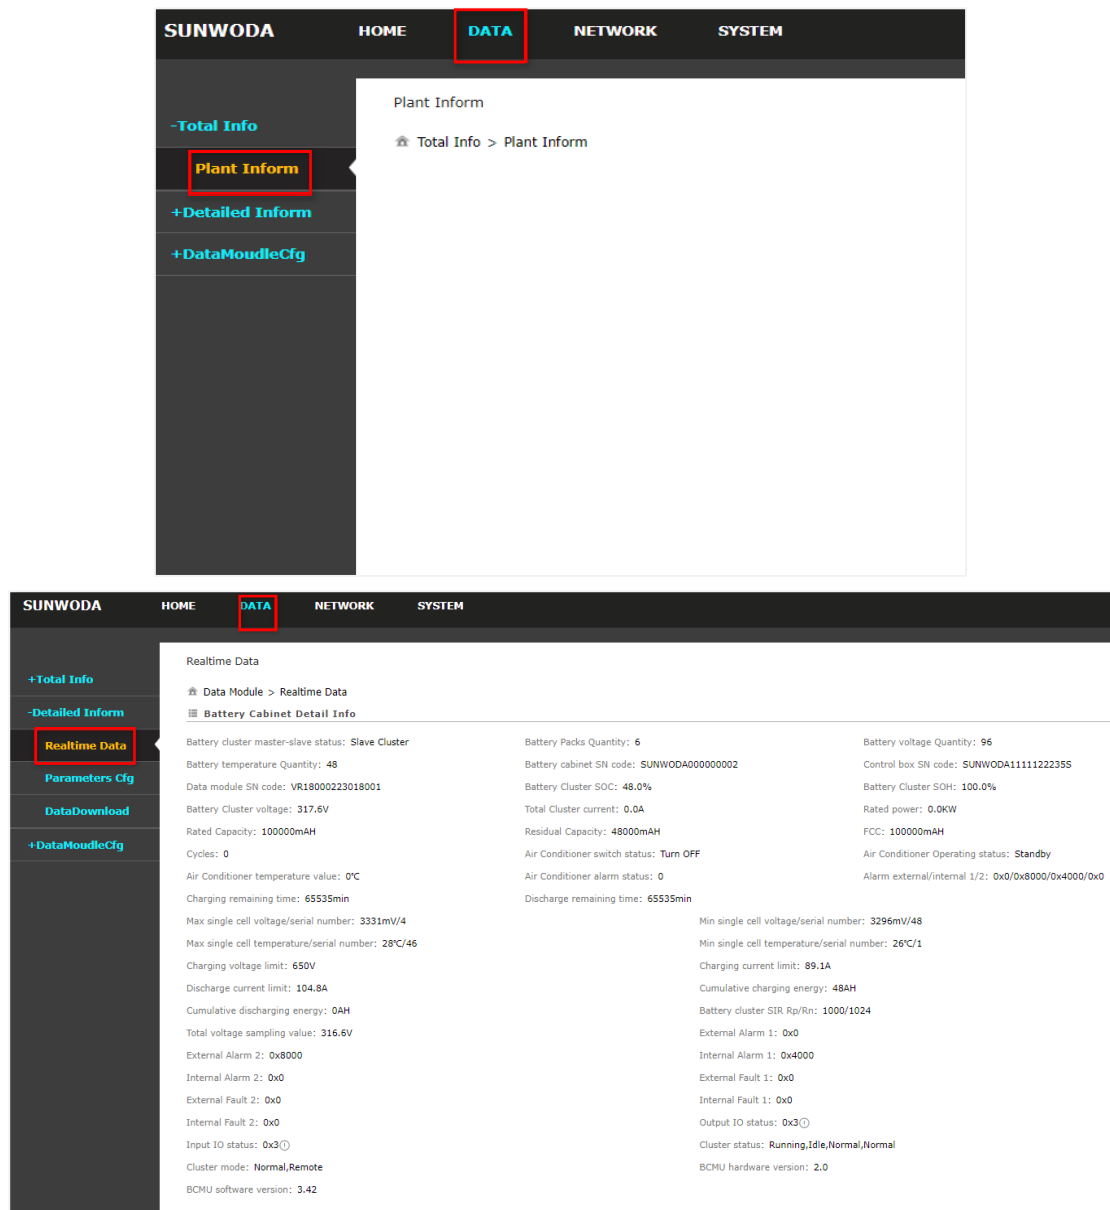 SUNWODA HOME DATA NETWORK SYSTEM
Plant Inform
-Total Info
Total Info > Plant Inform
Plant Inform
+Detailed Inform
+DataMoudleCfg
SUNWODA HOME DATA NETWORK SYSTEM
Realtime Data
+Total Info
Data Module > Realtime Data
-Detailed Inform
Battery Cabinet Detail Info
Realtime Data
Parameters Cfg
DataDownload
+DataMoudleCfg
Battery cluster master-slave status: Slave Cluster Battery Packs Quantity: 6 Battery voltage Quantity: 96
Battery temperature Quantity: 48 Battery cabinet SN code: SUNWODA000000002 Control box SN code: SUNWODA1111122235S
Data module SN code: VR18000223018001 Battery Cluster SOC: 48.0% Battery Cluster SOH: 100.0%
Battery Cluster voltage: 317.6V Total Cluster current: 0.0A Rated power: 0.0KW
Rated Capacity: 100000mAH Residual Capacity: 48000mAH FCC: 100000mAH
Cycles: 0 Air Conditioner switch status: Turn OFF Air Conditioner Operating status: Standby
Air Conditioner temperature value: 0℃ Air Conditioner alarm status: 0 Alarm external/internal 1/2: 0x0/0x8000/0x4000/0x0
Charging remaining time: 65535min Discharge remaining time: 65535min
Max single cell voltage/serial number: 3331mV/4 Min single cell voltage/serial number: 3296mV/48
Max single cell temperature/serial number: 28℃/46 Min single cell temperature/serial number: 26℃/1
Charging voltage limit: 650V Charging current limit: 89.1A
Discharge current limit: 104.8A Cumulative charging energy: 48AH
Cumulative discharging energy: 0AH Battery cluster SIR Rp/Rn: 1000/1024
Total voltage sampling value: 316.6V External Alarm 1: 0x0
External Alarm 2: 0x8000 Internal Alarm 1: 0x4000
Internal Alarm 2: 0x0 External Fault 1: 0x0
External Fault 2: 0x0 Internal Fault 1: 0x0
Internal Fault 2: 0x0 Output IO status: 0x3
Input IO status: 0x3 Cluster status: Running,Idle,Normal,Normal
Cluster mode: Normal,Remote BCMU hardware version: 2.0
BCMU software version: 3.42